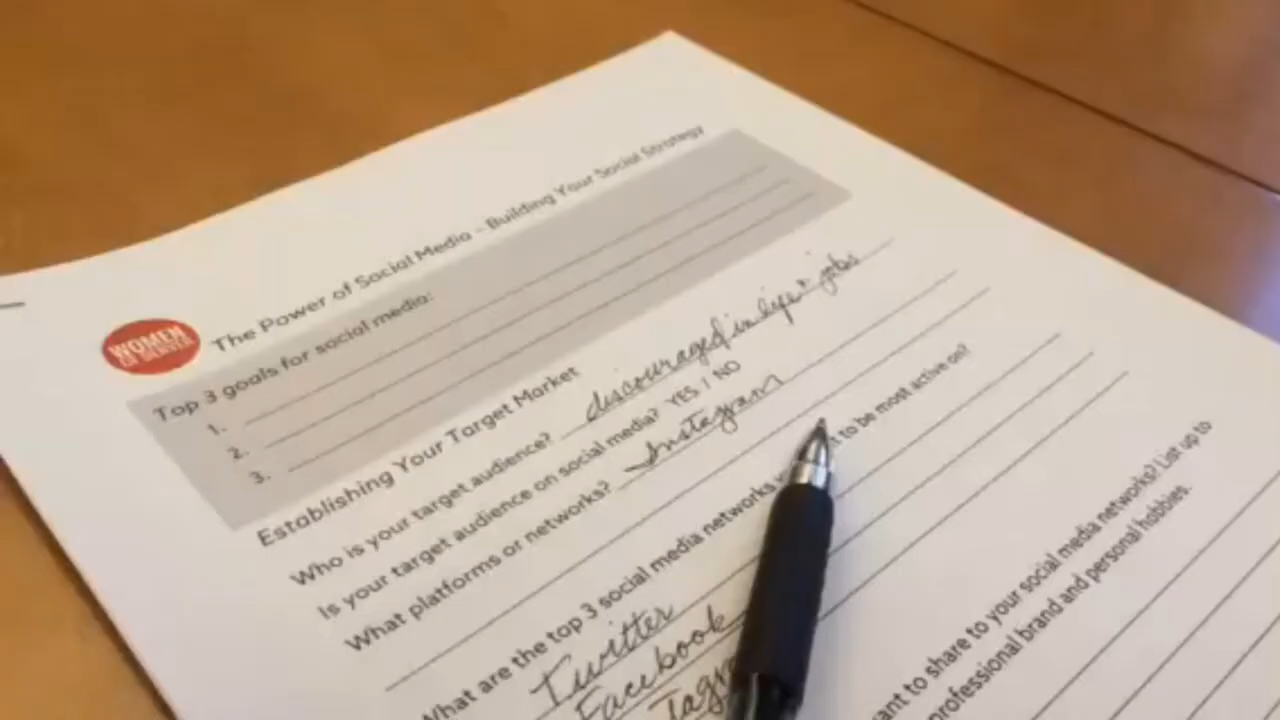 The Power of Social Media - Building Your Social Strategy
WOMEN
OF DENVER
Top 3 goals for social media:
1.
2.
3.
Establishing Your Target Market
Who is your target audience? discouraged in life + jobs
Is your target audience on social media? YES / NO
What platforms or networks? Instagram
What are the top 3 social media networks to be most active on?
Twitter
Facebook
ant to share to your social media networks? List up to
professional brand and personal hobbies.